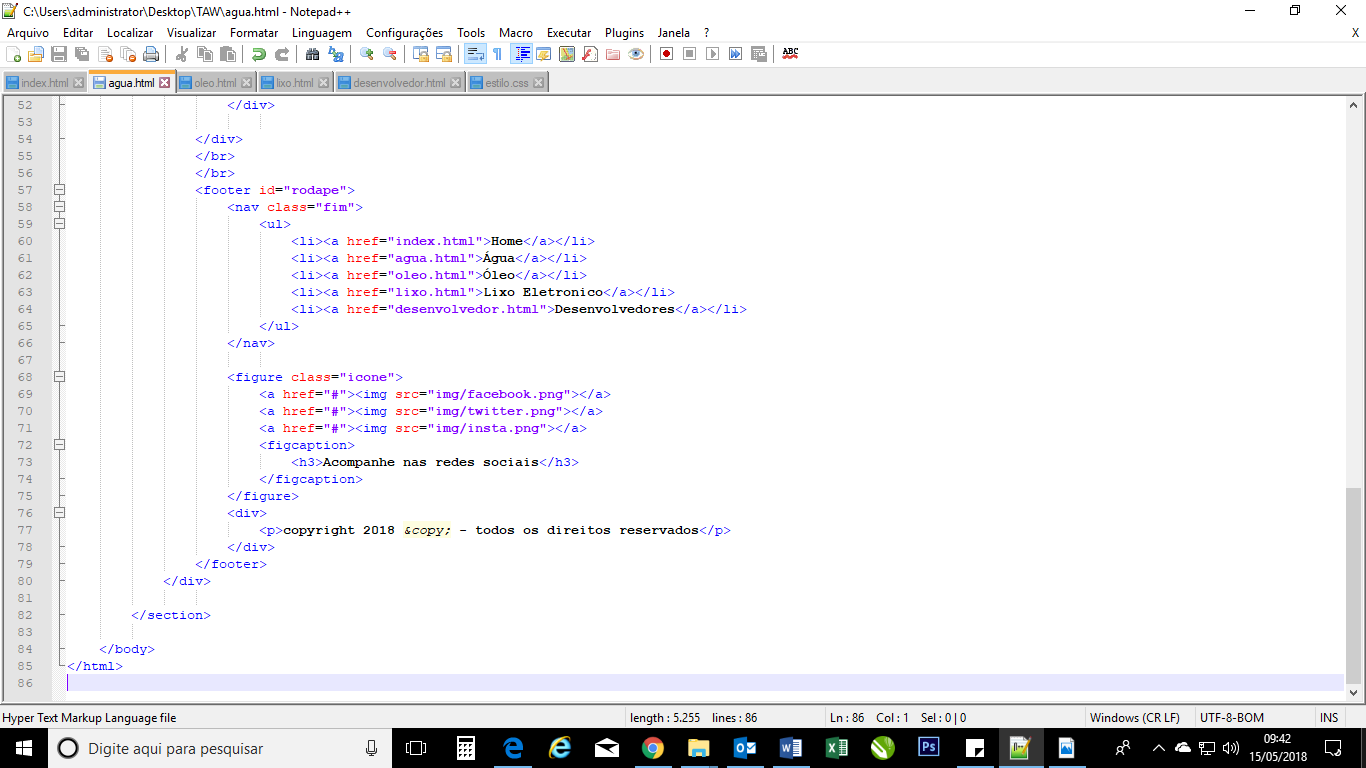 C:\Users\administrator\Desktop\TAW\agua.html - Notepad++
Arquivo Editar Localizar Visualizar Formatar Linguagem Configurações Tools Macro Executar Plugins Janela ? X
ABC
index.html agua.html oleo.html lixo.html desenvolvedor.html estilo.css
52 </div>
53
54 </div>
55 </br>
56 </br>
57 <footer id="rodape">
58 <nav class="fim">
59 <ul>
60 <li><a href="index.html">Home</a></li>
61 <li><a href="agua.html">Água</a></li>
62 <li><a href="oleo.html">Óleo</a></li>
63 <li><a href="lixo.html">Lixo Eletronico</a></li>
64 <li><a href="desenvolvedor.html">Desenvolvedores</a></li>
65 </ul>
66 </nav>
67
68 <figure class="icone">
69 <a href="#"><img src="img/facebook.png"></a>
70 <a href="#"><img src="img/twitter.png"></a>
71 <a href="#"><img src="img/insta.png"></a>
72 <figcaption>
73 <h3>Acompanhe nas redes sociais</h3>
74 </figcaption>
75 </figure>
76 <div>
77 <p>copyright 2018 &copy; - todos os direitos reservados</p>
78 </div>
79 </footer>
80 </div>
81
82 </section>
83
84 </body>
85 </html>
86
Hyper Text Markup Language file length : 5.255 lines : 86 Ln : 86 Col : 1 Sel : 0 | 0 Windows (CR LF) UTF-8-BOM INS
Digite aqui para pesquisar 09:42
15/05/2018